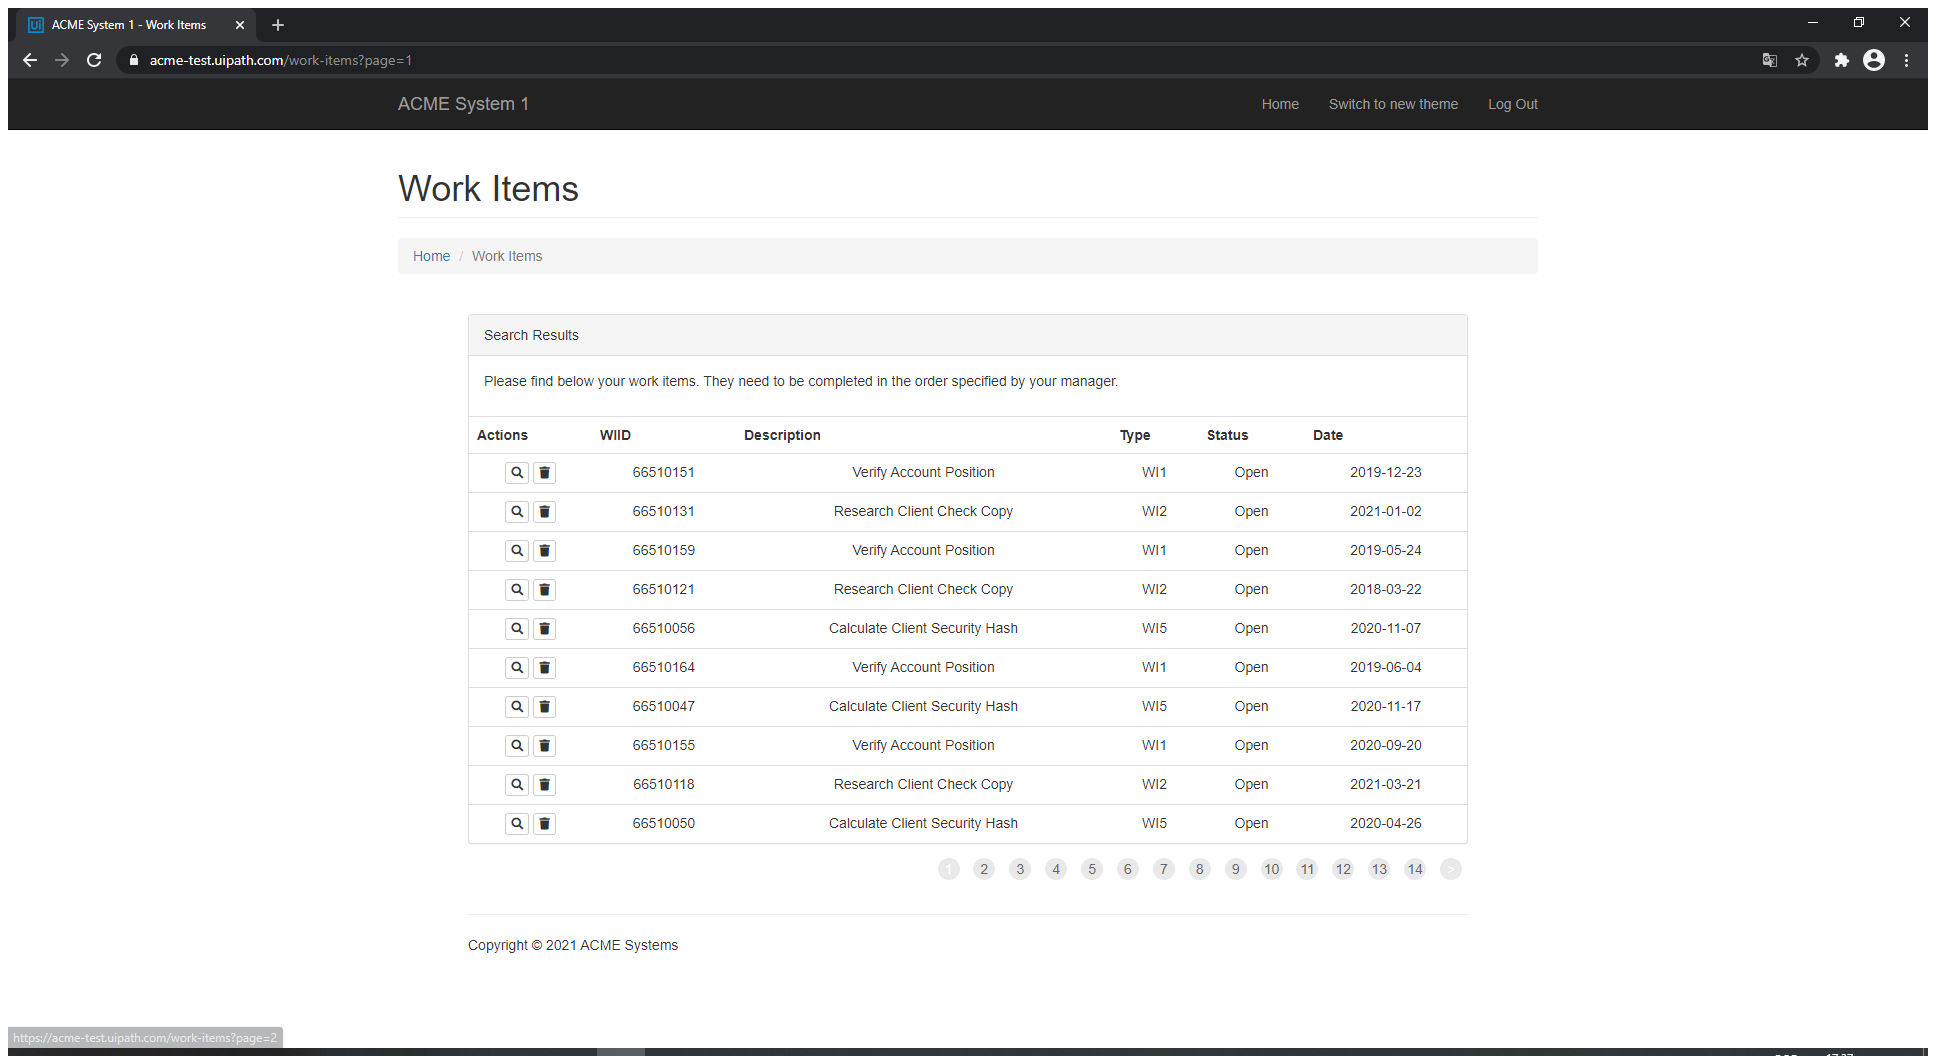 ACME System 1 - Work Items
acme-test.uipath.com/work-items?page=1
ACME System 1 Home Switch to new theme Log Out
Work Items
Home / Work Items
Search Results
Please find below your work items. They need to be completed in the order specified by your manager.
Actions WIID Description Type Status Date
66510151 Verify Account Position WI1 Open 2019-12-23
66510131 Research Client Check Copy WI2 Open 2021-01-02
66510159 Verify Account Position WI1 Open 2019-05-24
66510121 Research Client Check Copy WI2 Open 2018-03-22
66510056 Calculate Client Security Hash WI5 Open 2020-11-07
66510164 Verify Account Position WI1 Open 2019-06-04
66510047 Calculate Client Security Hash WI5 Open 2020-11-17
66510155 Verify Account Position WI1 Open 2020-09-20
66510118 Research Client Check Copy WI2 Open 2021-03-21
66510050 Calculate Client Security Hash WI5 Open 2020-04-26
1 2 3 4 5 6 7 8 9 10 11 12 13 14 >
Copyright © 2021 ACME Systems
https://acme-test.uipath.com/work-items?page=2